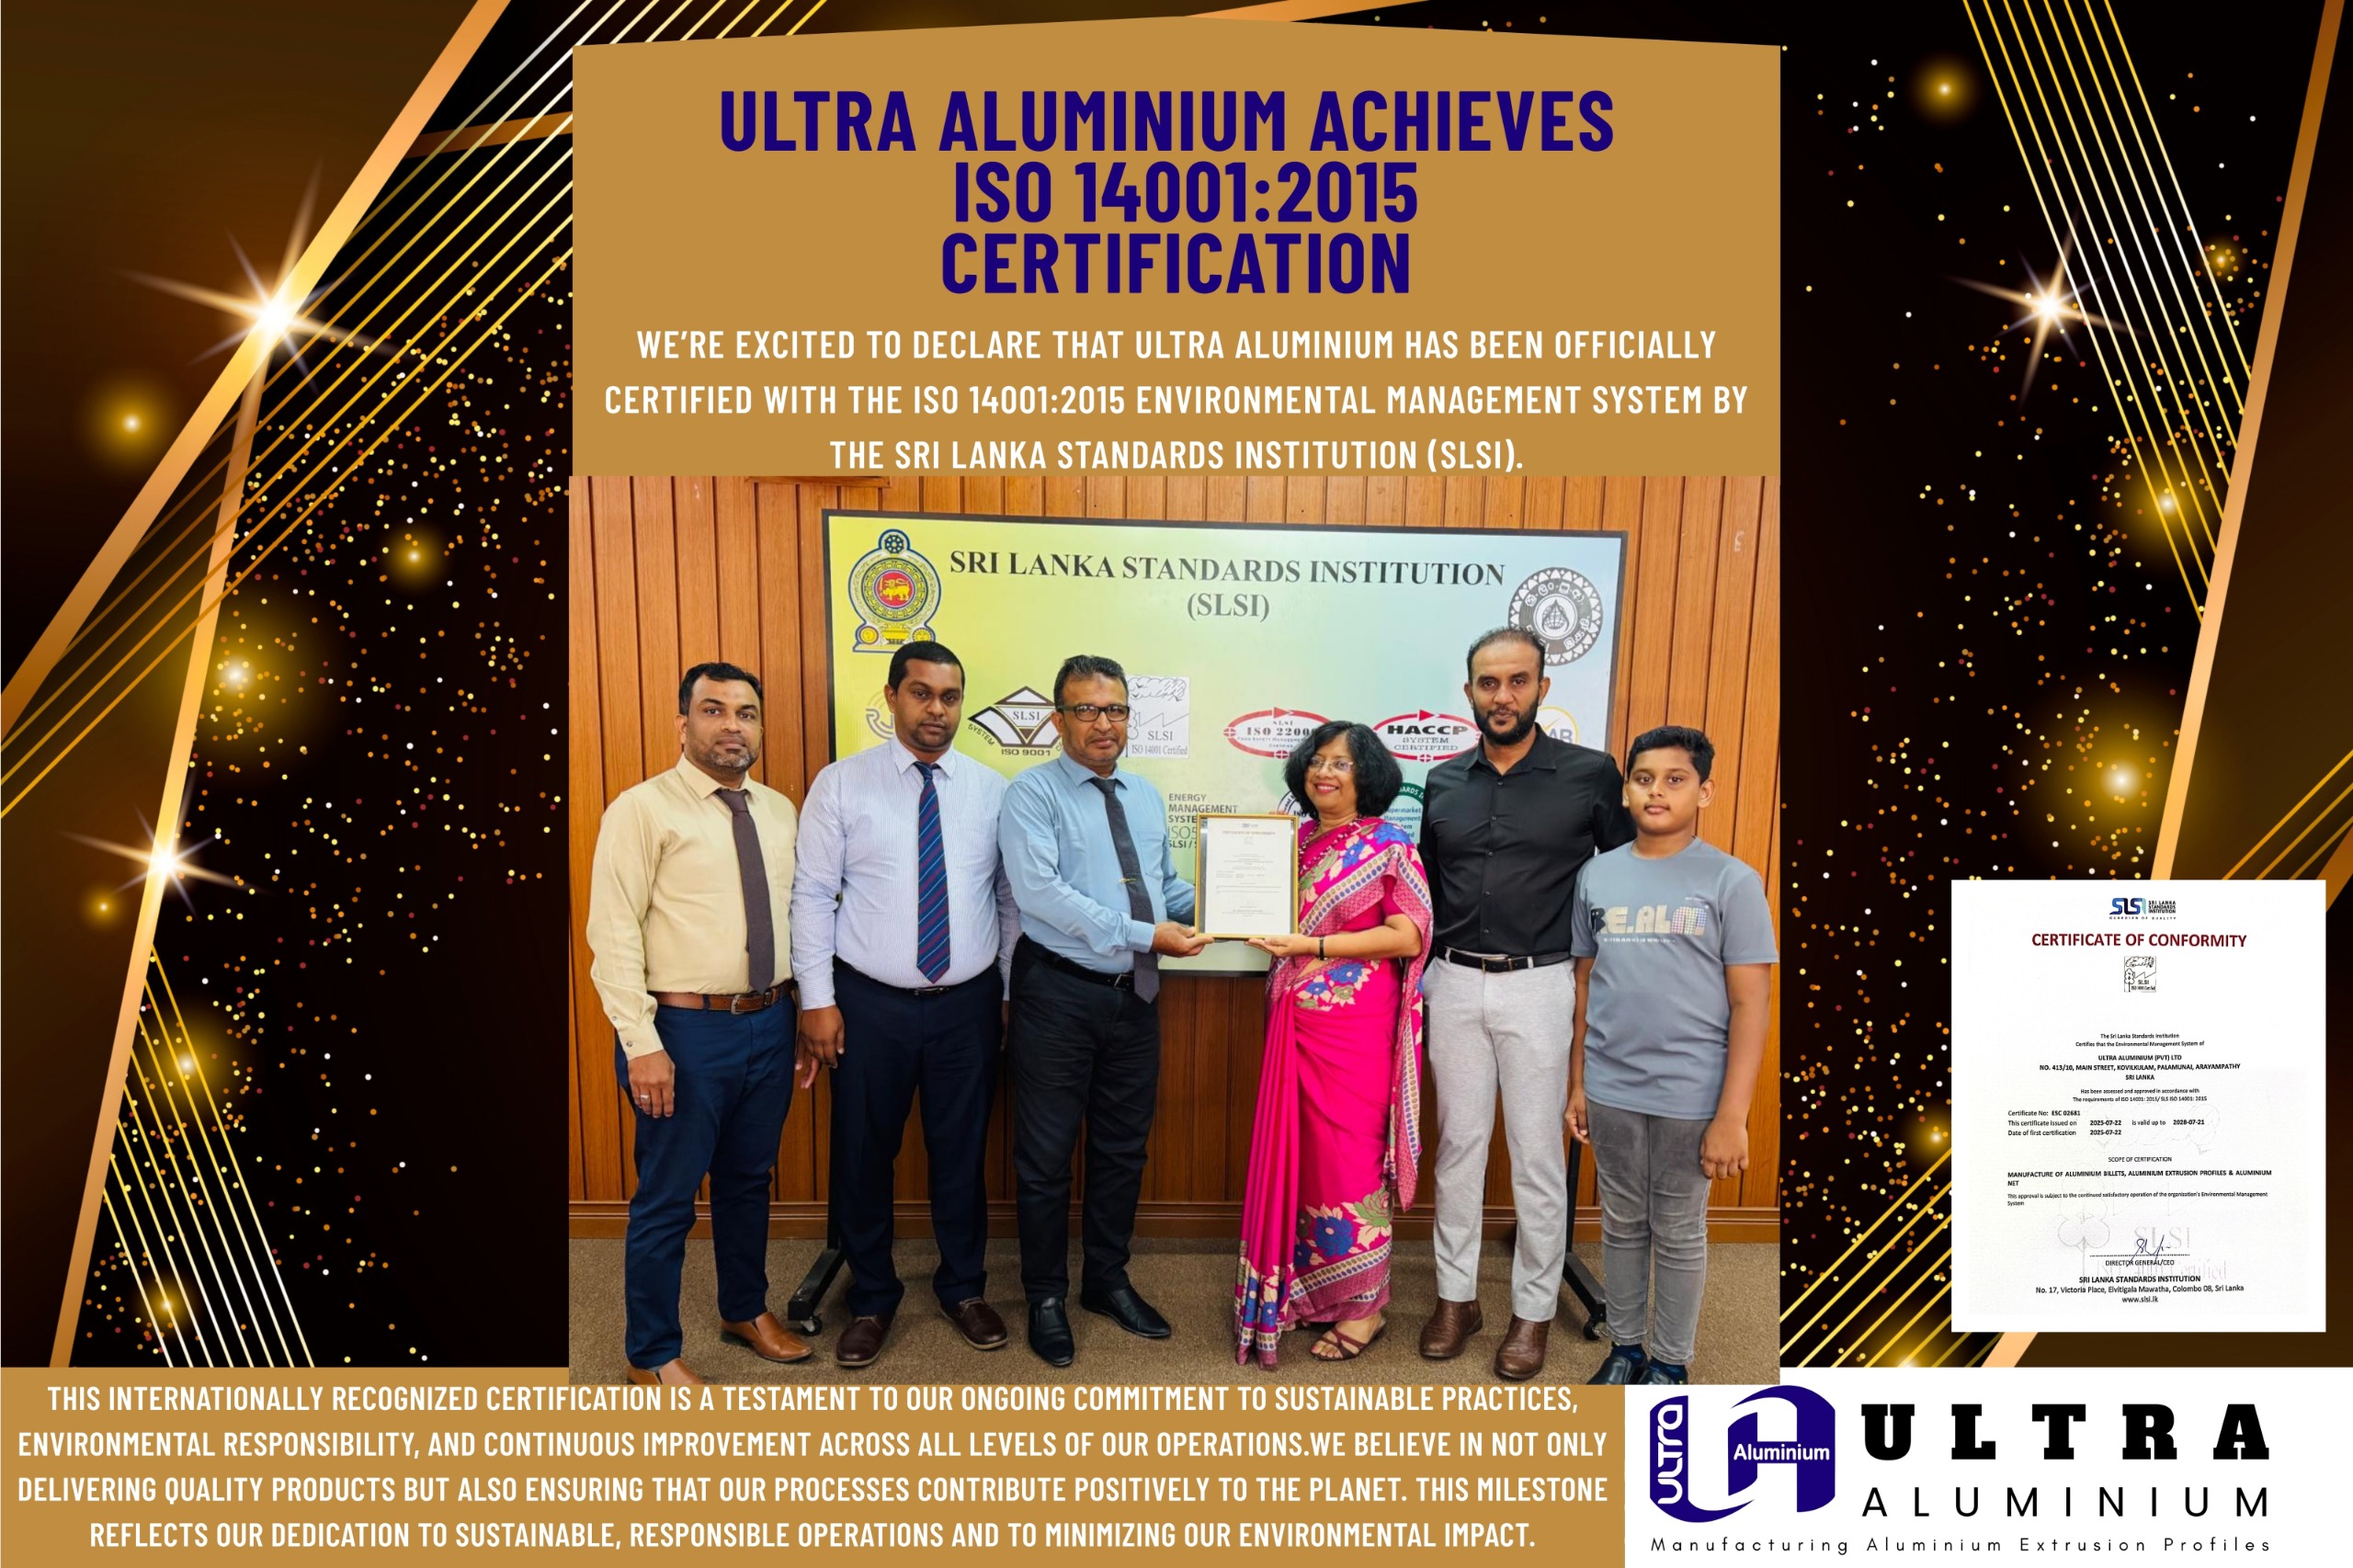 ULTRA ALUMINIUM ACHIEVES
ISO 14001:2015
CERTIFICATION
WE'RE EXCITED TO DECLARE THAT ULTRA ALUMINIUM HAS BEEN OFFICIALLY
CERTIFIED WITH THE ISO 14001:2015 ENVIRONMENTAL MANAGEMENT SYSTEM BY
THE SRI LANKA STANDARDS INSTITUTION (SLSI).
SRI LANKA STANDARDS INSTITUTION
(SLSI)
SLSI
SYSTEM
ISO 9001
SLSI
ISO 14001 Certified
SLSI
ISO 22000
HACCP
SYSTEM
CERTIFIED
ENERGY
MANAGEMENT
SLSI
SRI LANKA
STANDARDS
INSTITUTION
CERTIFICATE OF CONFORMITY
SLSI
The Sri Lanka Standards Institution
Certifies that the Environmental Management System of
ULTRA ALUMINIUM (PVT) LTD
NO. 413/10, MAIN STREET, KOVILKULAM, PALAMUNAI, ARAYAMPATHY
SRI LANKA
Has been assessed and approved in accordance with
The requirements of ISO 14001: 2015/ SLS ISO 14001: 2015
Certificate No: ESC 02681
This certificate issued on 2025-07-22 is valid up to 2028-07-21
Date of first certification 2025-07-22
SCOPE OF CERTIFICATION
MANUFACTURE OF ALUMINIUM BILLETS, ALUMINIUM EXTRUSION PROFILES & ALUMINIUM
NET
This approval is subject to the continued satisfactory operation of the organization's Environmental Management
System
SLSI
DIRECTOR GENERAL/CEO
SRI LANKA STANDARDS INSTITUTION
No. 17, Victoria Place, Elvitigala Mawatha, Colombo 08, Sri Lanka
www.slsi.lk
THIS INTERNATIONALLY RECOGNIZED CERTIFICATION IS A TESTAMENT TO OUR ONGOING COMMITMENT TO SUSTAINABLE PRACTICES,
ENVIRONMENTAL RESPONSIBILITY, AND CONTINUOUS IMPROVEMENT ACROSS ALL LEVELS OF OUR OPERATIONS.WE BELIEVE IN NOT ONLY
DELIVERING QUALITY PRODUCTS BUT ALSO ENSURING THAT OUR PROCESSES CONTRIBUTE POSITIVELY TO THE PLANET. THIS MILESTONE
REFLECTS OUR DEDICATION TO SUSTAINABLE, RESPONSIBLE OPERATIONS AND TO MINIMIZING OUR ENVIRONMENTAL IMPACT.
ULTRA
Aluminium
ULTRA
ALUMINIUM
Manufacturing Aluminium Extrusion Profiles